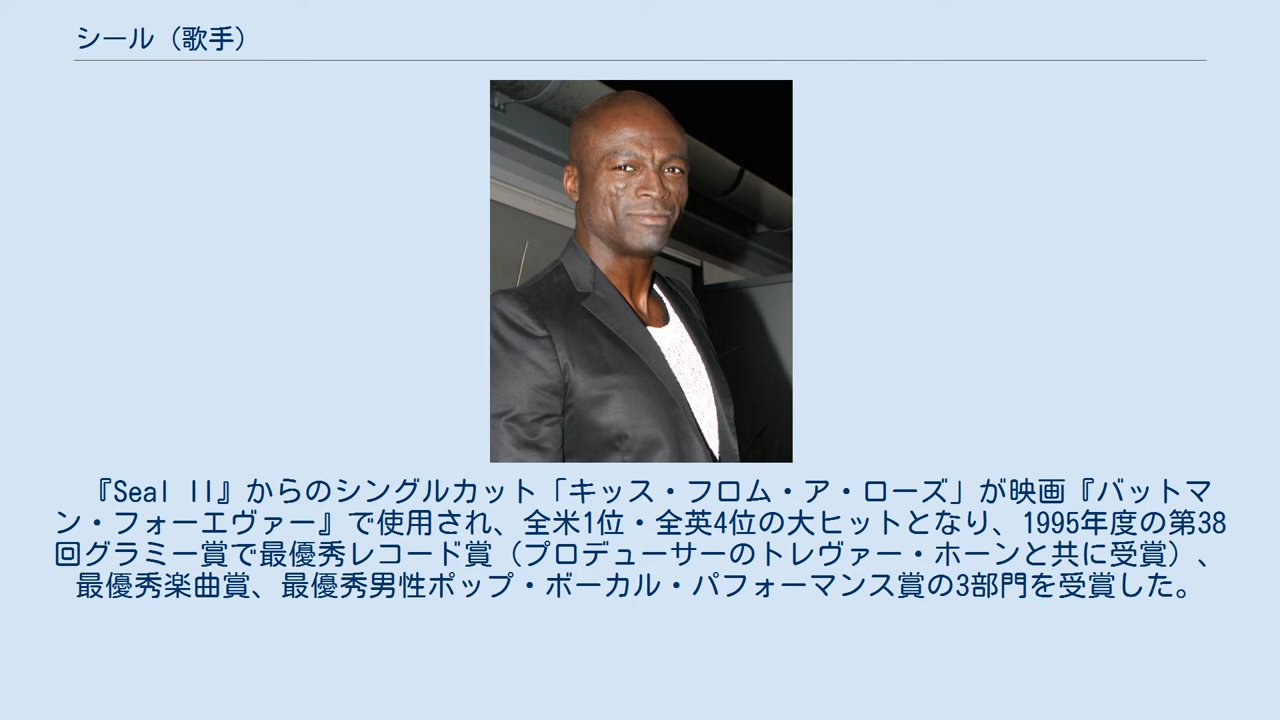 シール（歌手）
『Seal II』からのシングルカット「キッス・フロム・ア・ローズ」が映画『バットマ
ン・フォーエヴァー』で使用され、全米1位・全英4位の大ヒットとなり、1995年度の第38
回グラミー賞で最優秀レコード賞（プロデューサーのトレヴァー・ホーンと共に受賞）、
最優秀楽曲賞、最優秀男性ポップ・ボーカル・パフォーマンス賞の3部門を受賞した。